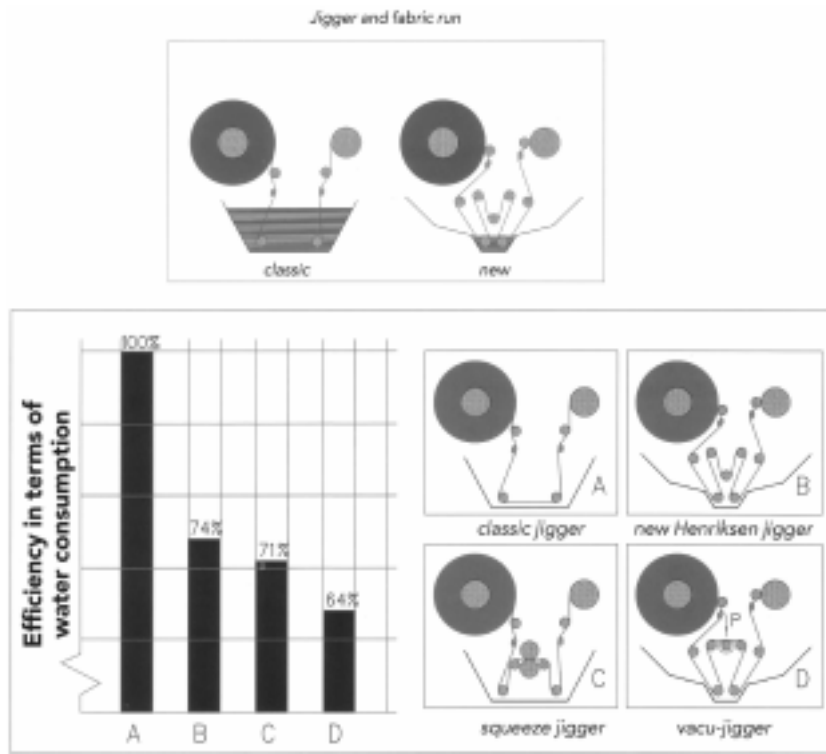 Jigger and fabric run
classic
new
Efficiency in terms of
water consumption
100%
74%
71%
64%
A
B
C
D
A
classic jigger
B
new Henriksen jigger
C
squeeze jigger
P
D
vacu-jigger